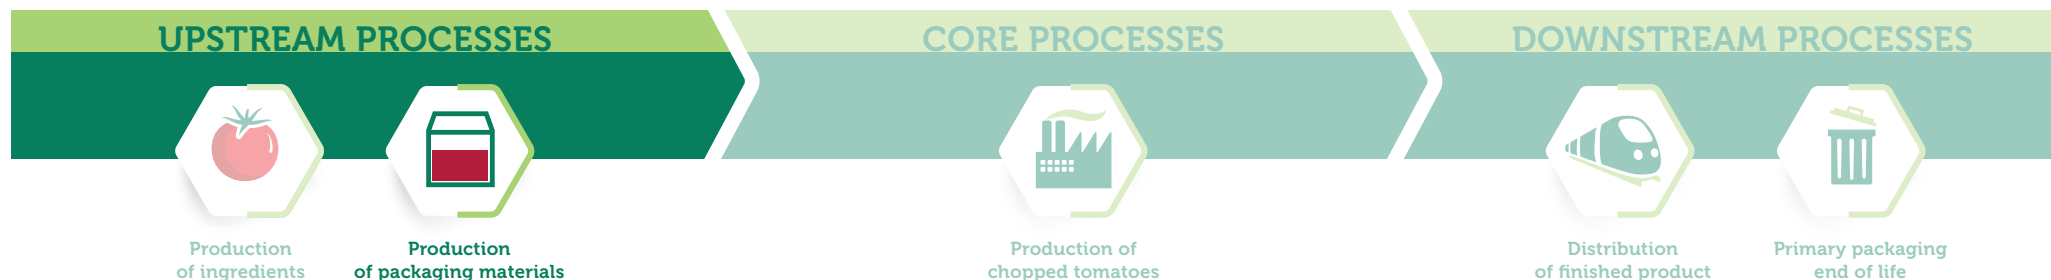 UPSTREAM PROCESSES
CORE PROCESSES
DOWNSTREAM PROCESSES
Production
of ingredients
Production
of packaging materials
Production of
chopped tomatoes
Distribution
of finished product
Primary packaging
end of life